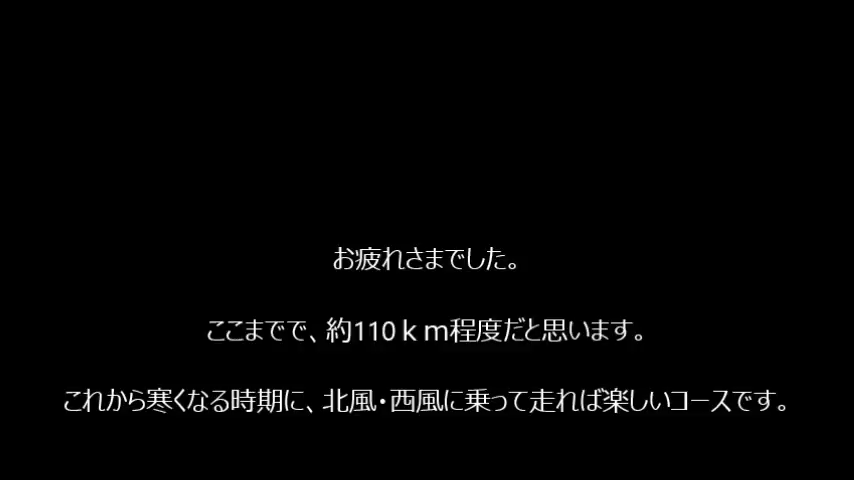 お疲れさまでした。
ここまでで、約110ｋｍ程度だと思います。
これから寒くなる時期に、北風・西風に乗って走れば楽しいコースです。